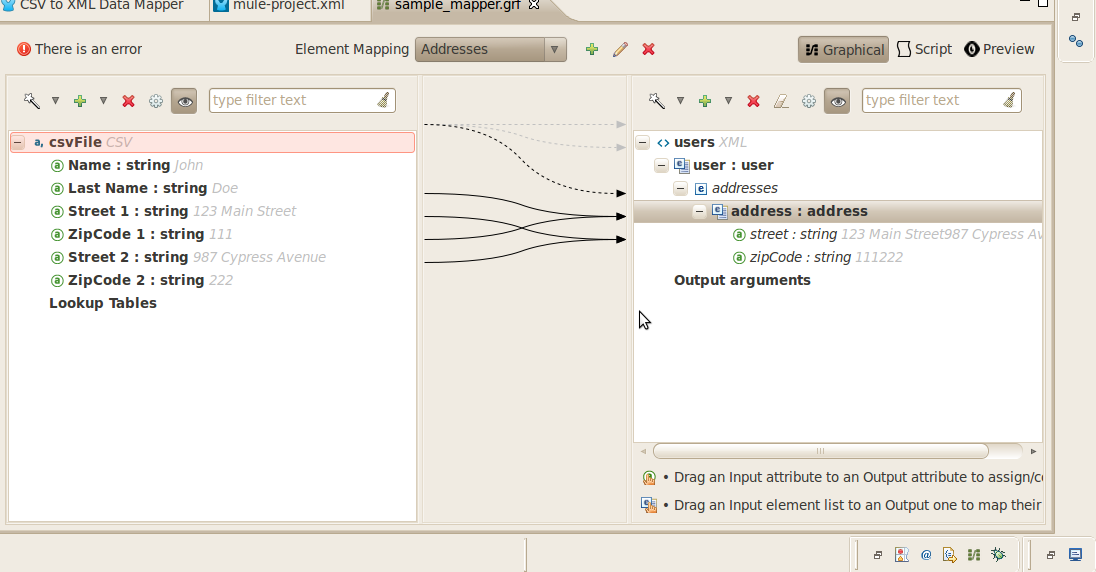 CSV to XML Data Mapper mule-project.xml sample_mapper.grf
There is an error Element Mapping Addresses Graphical Script Preview
type filter text
csvFile CSV
Name : string John
Last Name : string Doe
Street 1 : string 123 Main Street
ZipCode 1 : string 111
Street 2 : string 987 Cypress Avenue
ZipCode 2 : string 222
Lookup Tables
type filter text
users XML
user : user
addresses
address : address
street : string 123 Main Street987 Cypress Av
zipCode : string 111222
Output arguments
• Drag an Input attribute to an Output attribute to assign/c
• Drag an Input element list to an Output one to map their